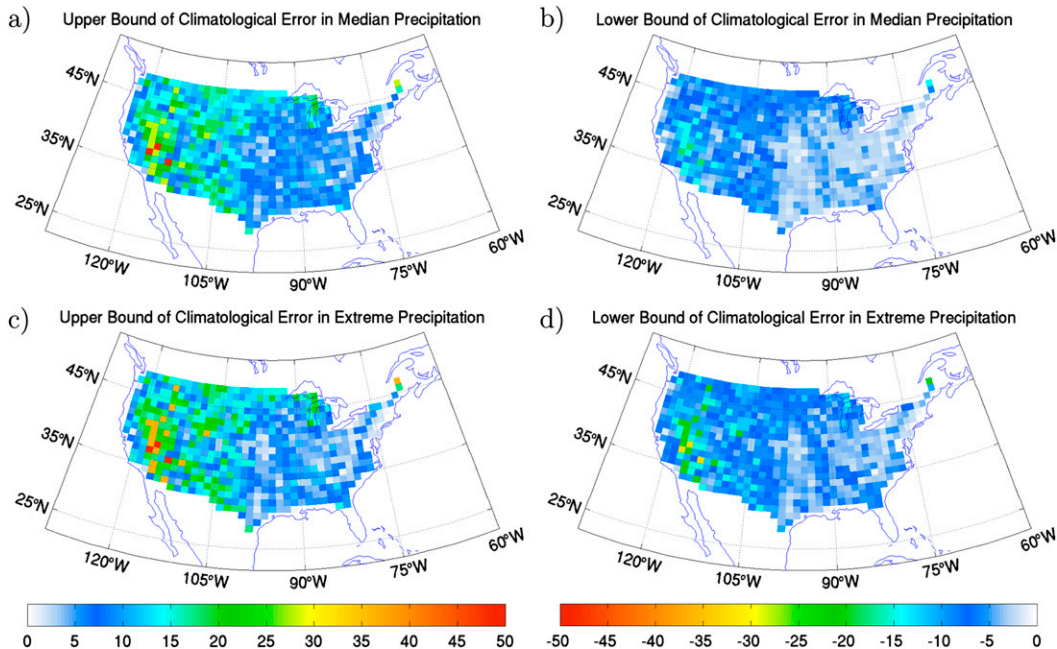 a) Upper Bound of Climatological Error in Median Precipitation
45°N
35°N
25°N
120°W
105°W
90°W
75°W
60°W
b) Lower Bound of Climatological Error in Median Precipitation
45°N
35°N
25°N
120°W
105°W
90°W
75°W
60°W
c) Upper Bound of Climatological Error in Extreme Precipitation
45°N
35°N
25°N
120°W
105°W
90°W
75°W
60°W
d) Lower Bound of Climatological Error in Extreme Precipitation
45°N
35°N
25°N
120°W
105°W
90°W
75°W
60°W
0 5 10 15 20 25 30 35 40 45 50
-50 -45 -40 -35 -30 -25 -20 -15 -10 -5 0